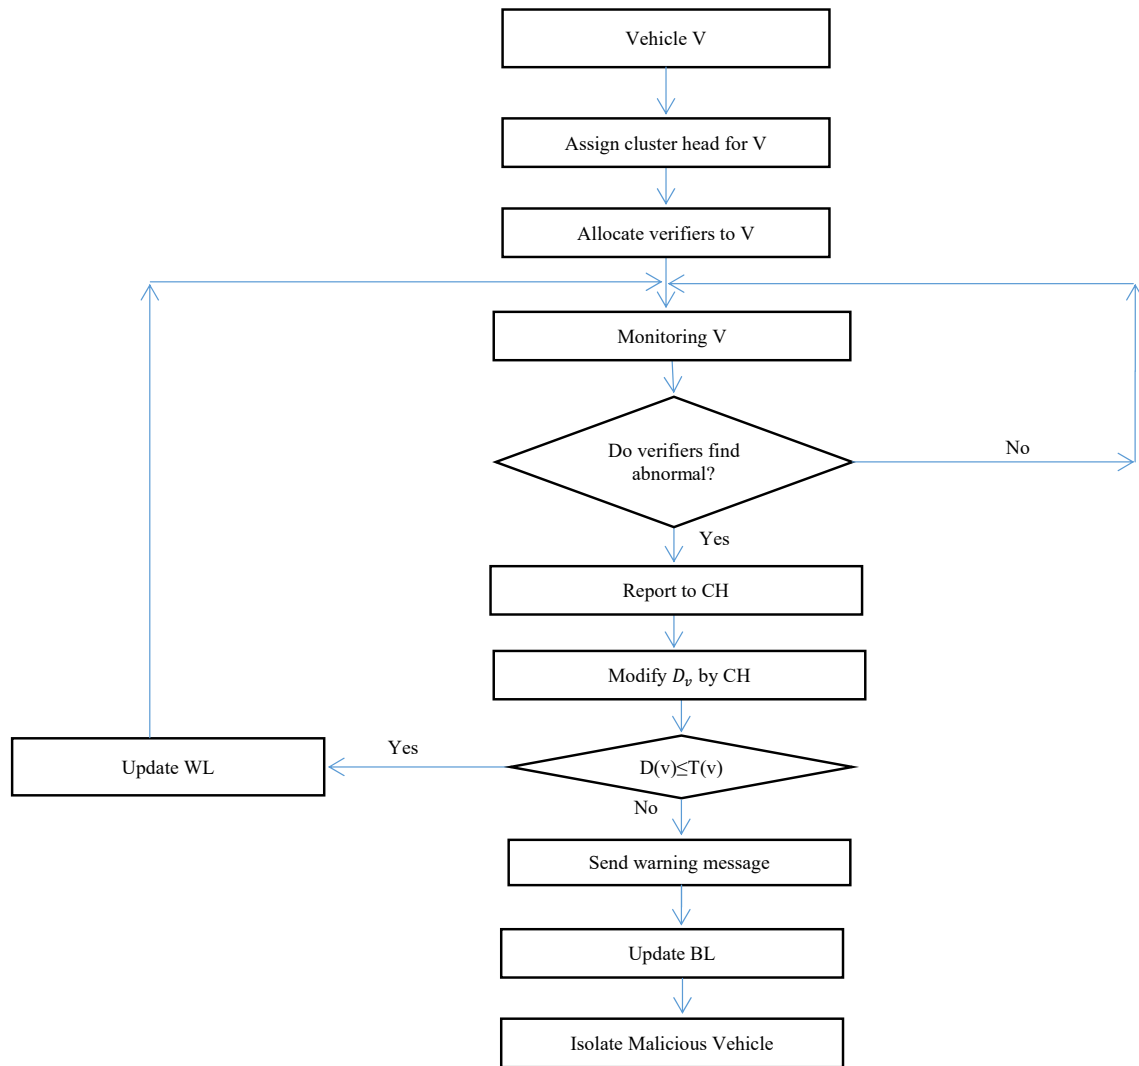 Vehicle V
Assign cluster head for V
Allocate verifiers to V
Monitoring V
Do verifiers find
abnormal?
No
Yes
Report to CH
Modify 𝐷𝑣 by CH
Yes
Update WL
D(v)≤T(v)
No
Send warning message
Update BL
Isolate Malicious Vehicle